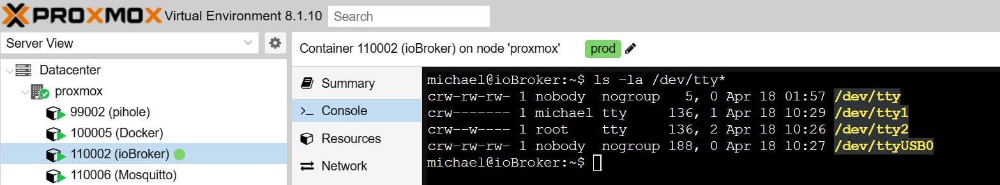 PROXMOX Virtual Environment 8.1.10 Search
Server View
Datacenter
proxmox
99002 (pihole)
100005 (Docker)
110002 (ioBroker)
110006 (Mosquitto)
Container 110002 (ioBroker) on node 'proxmox' prod
Summary
Console
Resources
Network
michael@ioBroker:~$ ls -la /dev/tty*
crw-rw-rw- 1 nobody  nogroup   5, 0 Apr 18 01:57 /dev/tty
crw------- 1 michael tty     136, 1 Apr 18 10:29 /dev/tty1
crw--w---- 1 root    tty     136, 2 Apr 18 10:26 /dev/tty2
crw-rw-rw- 1 nobody  nogroup 188, 0 Apr 18 10:27 /dev/ttyUSB0
michael@ioBroker:~$